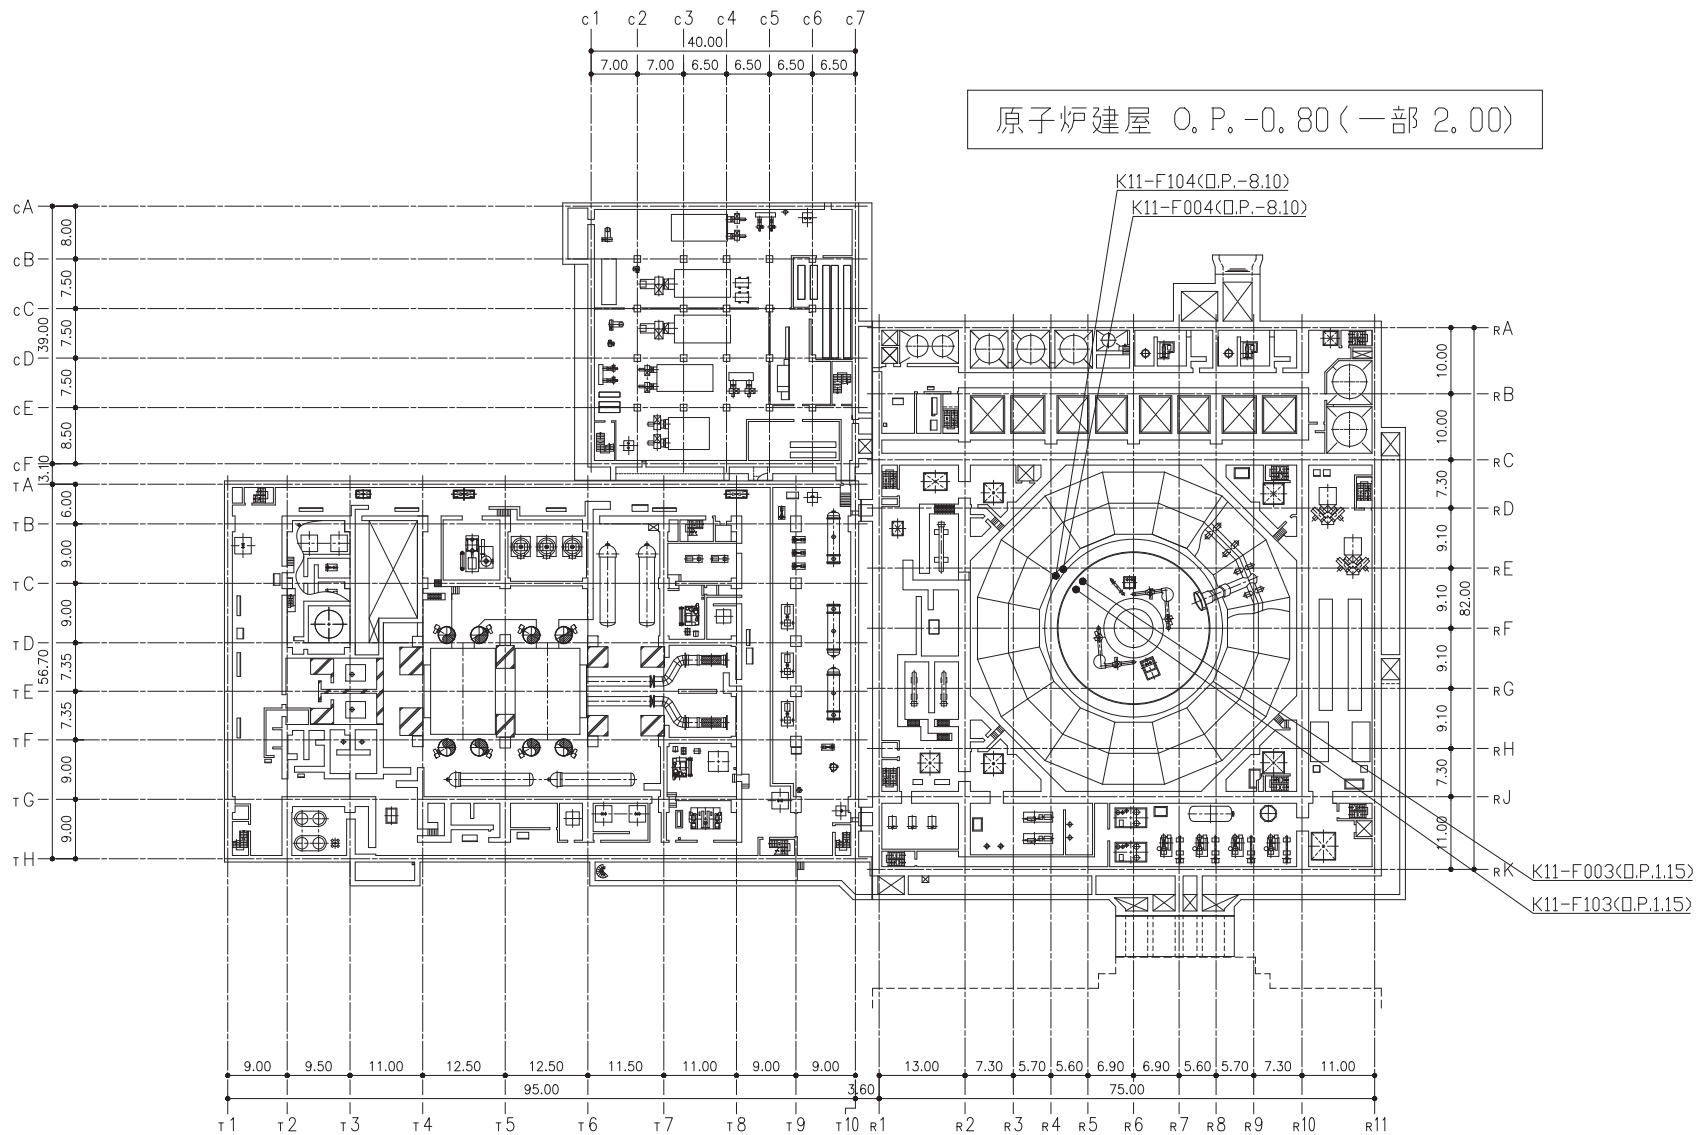 c1 c2 c3 c4 c5 c6 c7
40.00
7.00 7.00 6.50 6.50 6.50 6.50
原子炉建屋 O.P.-0.80(一部 2.00)
K11-F104(O.P.-8.10)
K11-F004(O.P.-8.10)
cA
8.00
cB
7.50
cC
7.50
39.00
cD
7.50
cE
8.50
cF
3.10
TA
6.00
TB
9.00
TC
9.00
TD
7.35
56.70
TE
7.35
TF
9.00
TG
9.00
TH
RA
10.00
RB
10.00
RC
7.30
RD
9.10
RE
9.10
82.00
RF
9.10
RG
9.10
RH
7.30
RJ
11.00
RK
K11-F003(O.P.1.15)
K11-F103(O.P.1.15)
9.00 9.50 11.00 12.50 12.50 11.50 11.00 9.00 9.00 13.00 7.30 5.70 5.60 6.90 6.90 5.60 5.70 7.30 11.00
95.00 3.60 75.00
T1 T2 T3 T4 T5 T6 T7 T8 T9 T10 R1 R2 R3 R4 R5 R6 R7 R8 R9 R10 R11